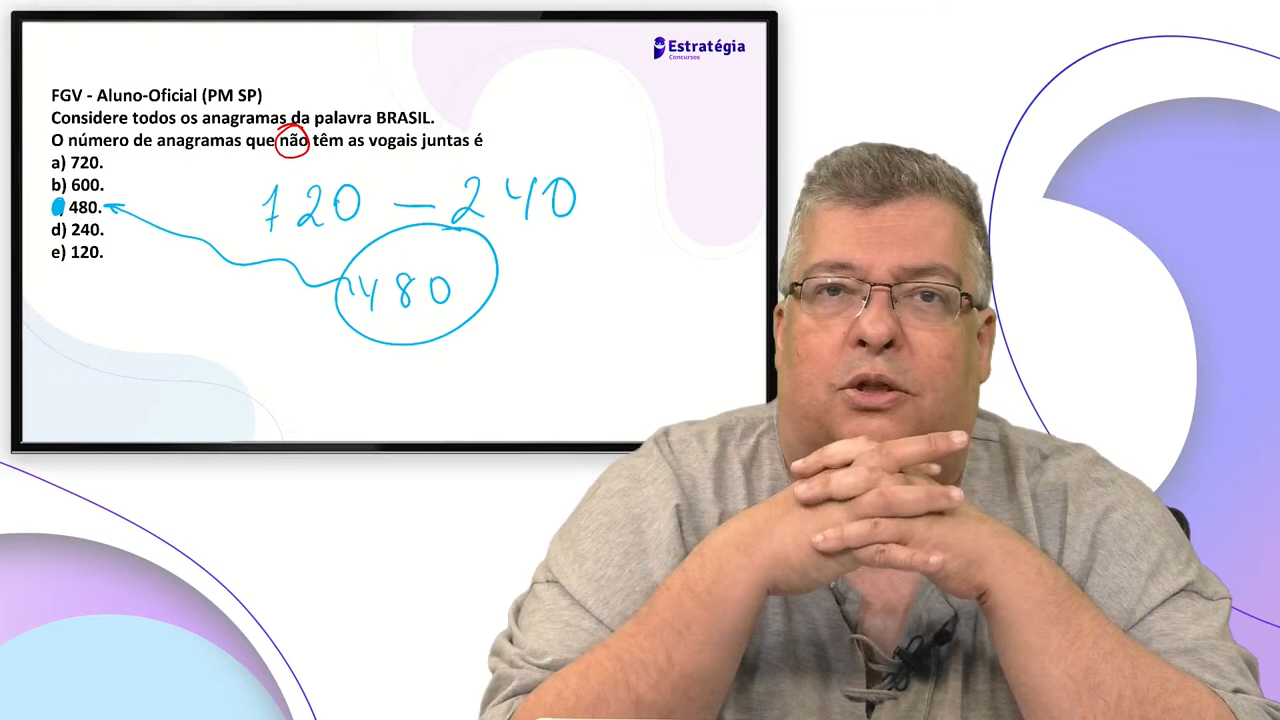 Estratégia
Concursos
FGV - Aluno-Oficial (PM SP)
Considere todos os anagramas da palavra BRASIL.
O número de anagramas que não têm as vogais juntas é
a) 720.
b) 600.
480.
d) 240.
e) 120.
720 - 240
480